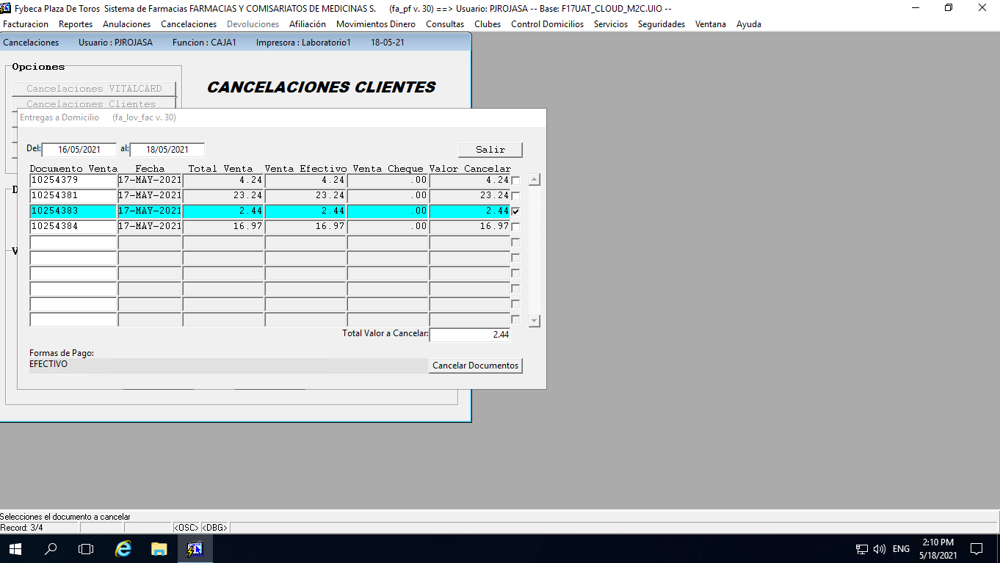 Fybeca Plaza De Toros  Sistema de Farmacias FARMACIAS Y COMISARIATOS DE MEDICINAS S.     (fa_pf v. 30) ==> Usuario: PJROJASA -- Base: F17UAT_CLOUD_M2C.UIO --
Facturacion Reportes Anulaciones Cancelaciones Devoluciones Afiliación Movimientos Dinero Consultas Clubes Control Domicilios Servicios Seguridades Ventana Ayuda
Cancelaciones Usuario : PJROJASA Funcion : CAJA1 Impresora : Laboratorio1 18-05-21
Opciones
CANCELACIONES CLIENTES
Cancelaciones VITALCARD
Cancelaciones Clientes
Entregas a Domicilio (fa_lov_fac v. 30)
Del: 16/05/2021 al: 18/05/2021 Salir
Documento Venta Fecha Total Venta Venta Efectivo Venta Cheque Valor Cancelar
10254379 17-MAY-2021 4.24 4.24 .00 4.24
10254381 17-MAY-2021 23.24 23.24 .00 23.24
10254383 17-MAY-2021 2.44 2.44 .00 2.44
10254384 17-MAY-2021 16.97 16.97 .00 16.97
Total Valor a Cancelar: 2.44
Formas de Pago:
EFECTIVO Cancelar Documentos
Selecciones el documento a cancelar
Record: 3/4 <OSC> <DBG>
ENG 2:10 PM
5/18/2021